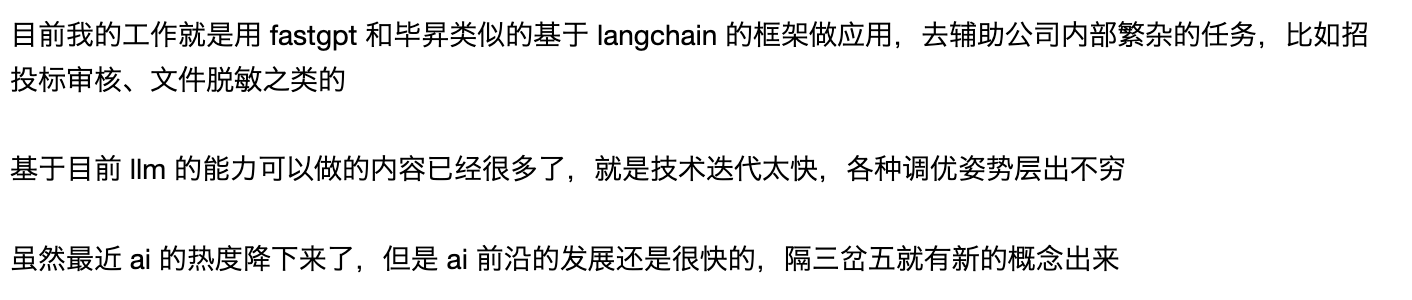 目前我的工作就是用 fastgpt 和毕昇类似的基于 langchain 的框架做应用，去辅助公司内部繁杂的任务，比如招
投标审核、文件脱敏之类的
基于目前 llm 的能力可以做的内容已经很多了，就是技术迭代太快，各种调优姿势层出不穷
虽然最近 ai 的热度降下来了，但是 ai 前沿的发展还是很快的，隔三岔五就有新的概念出来